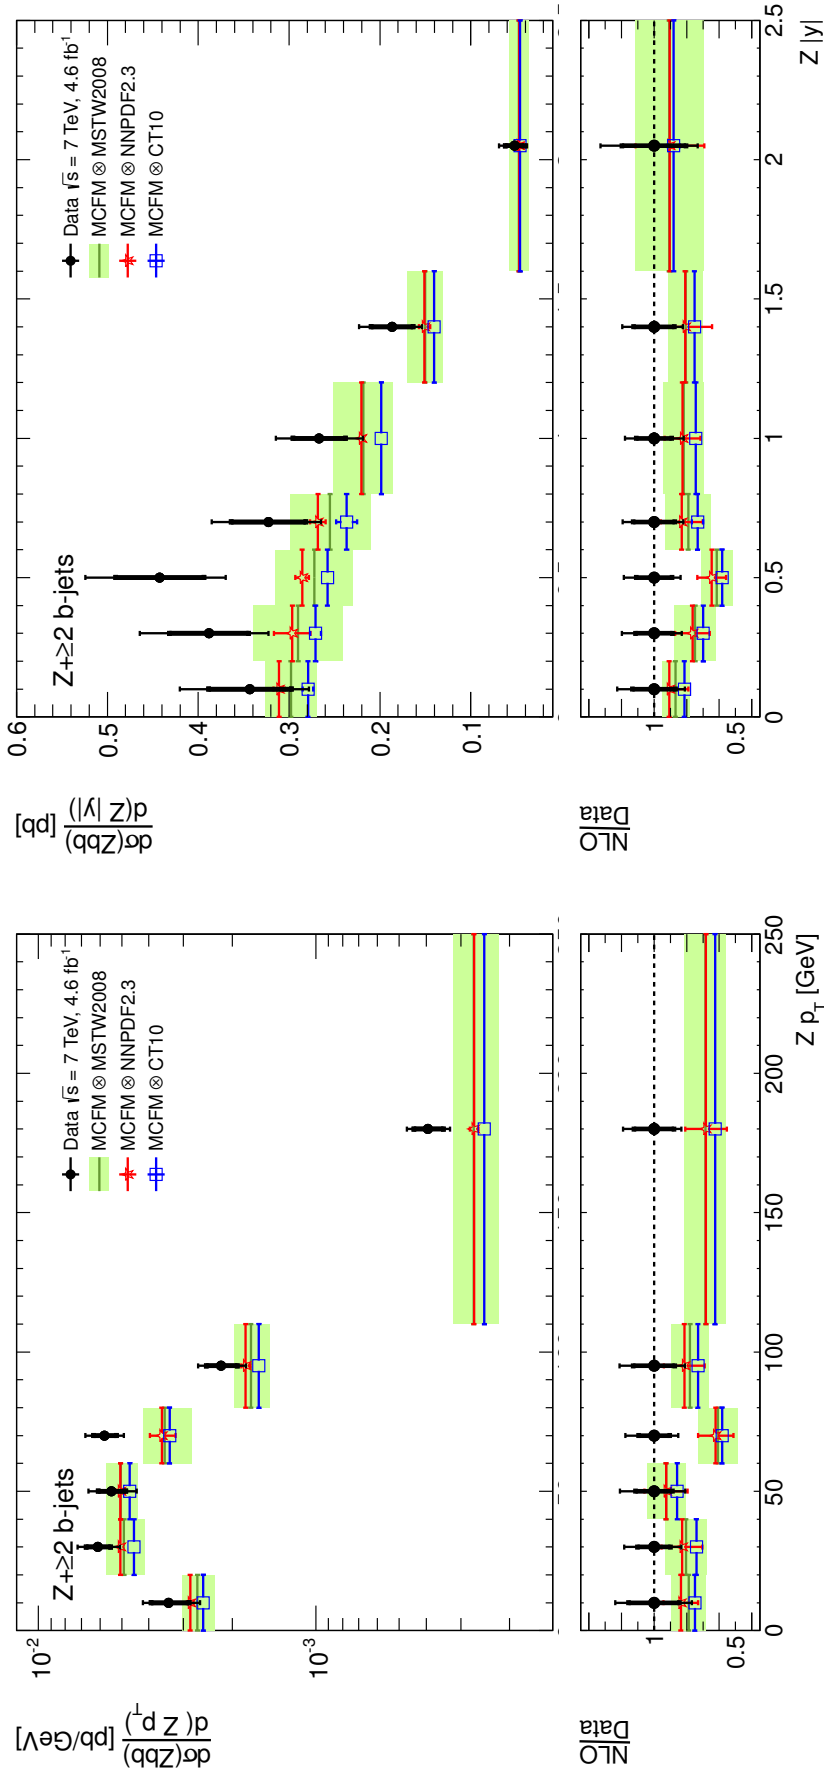 dσ(Zbb)
d( Z pT)
[pb/GeV]
10-2
10-3
Z+≥2 b-jets
Data √s = 7 TeV, 4.6 fb-1
MCFM ⊗ MSTW2008
MCFM ⊗ NNPDF2.3
MCFM ⊗ CT10
NLO
Data
1
0.5
0 50 100 150 200 250
Z pT [GeV]
dσ(Zbb)
d(Z |y|)
[pb]
0.6
0.5
0.4
0.3
0.2
0.1
Z+≥2 b-jets
Data √s = 7 TeV, 4.6 fb-1
MCFM ⊗ MSTW2008
MCFM ⊗ NNPDF2.3
MCFM ⊗ CT10
NLO
Data
1
0.5
0 0.5 1 1.5 2 2.5
Z |y|